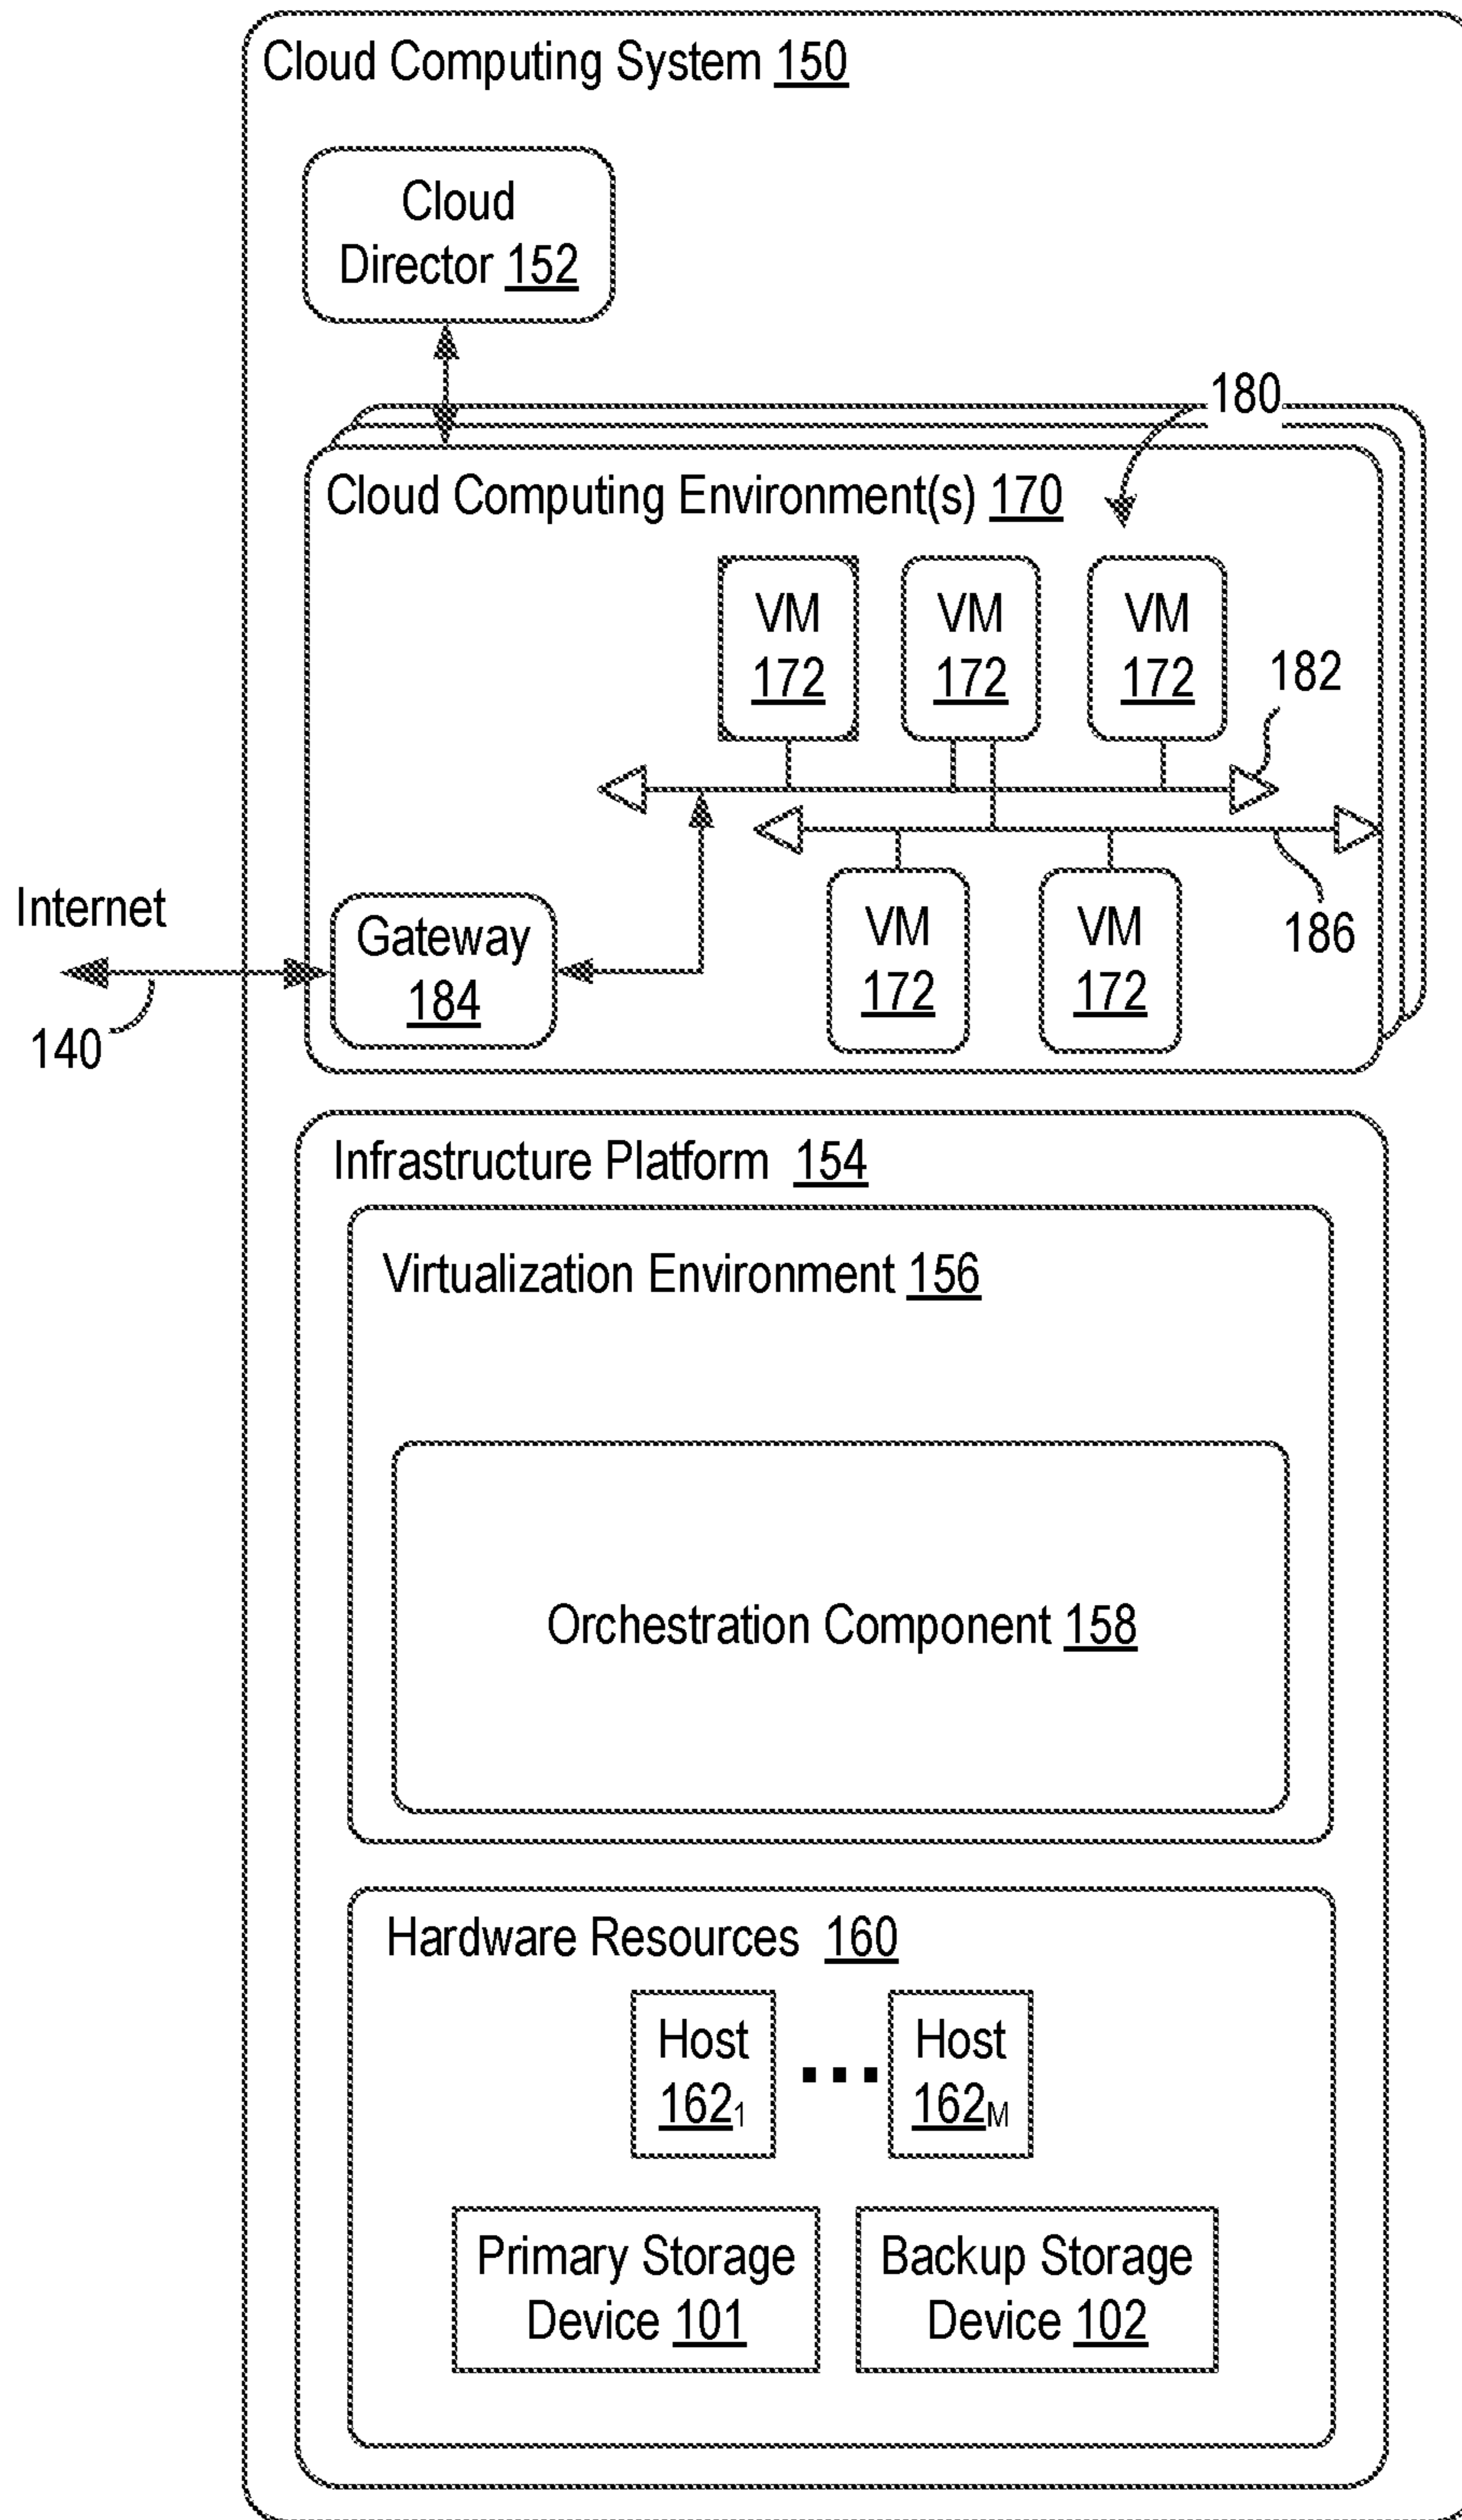 Cloud Computing System 150
Cloud
Director 152
180
Cloud Computing Environment(s) 170
VM
172
VM
172
VM
172
182
186
Internet
140
Gateway
184
VM
172
VM
172
Infrastructure Platform 154
Virtualization Environment 156
Orchestration Component 158
Hardware Resources 160
Host
162₁
Host
162M
Primary Storage
Device 101
Backup Storage
Device 102